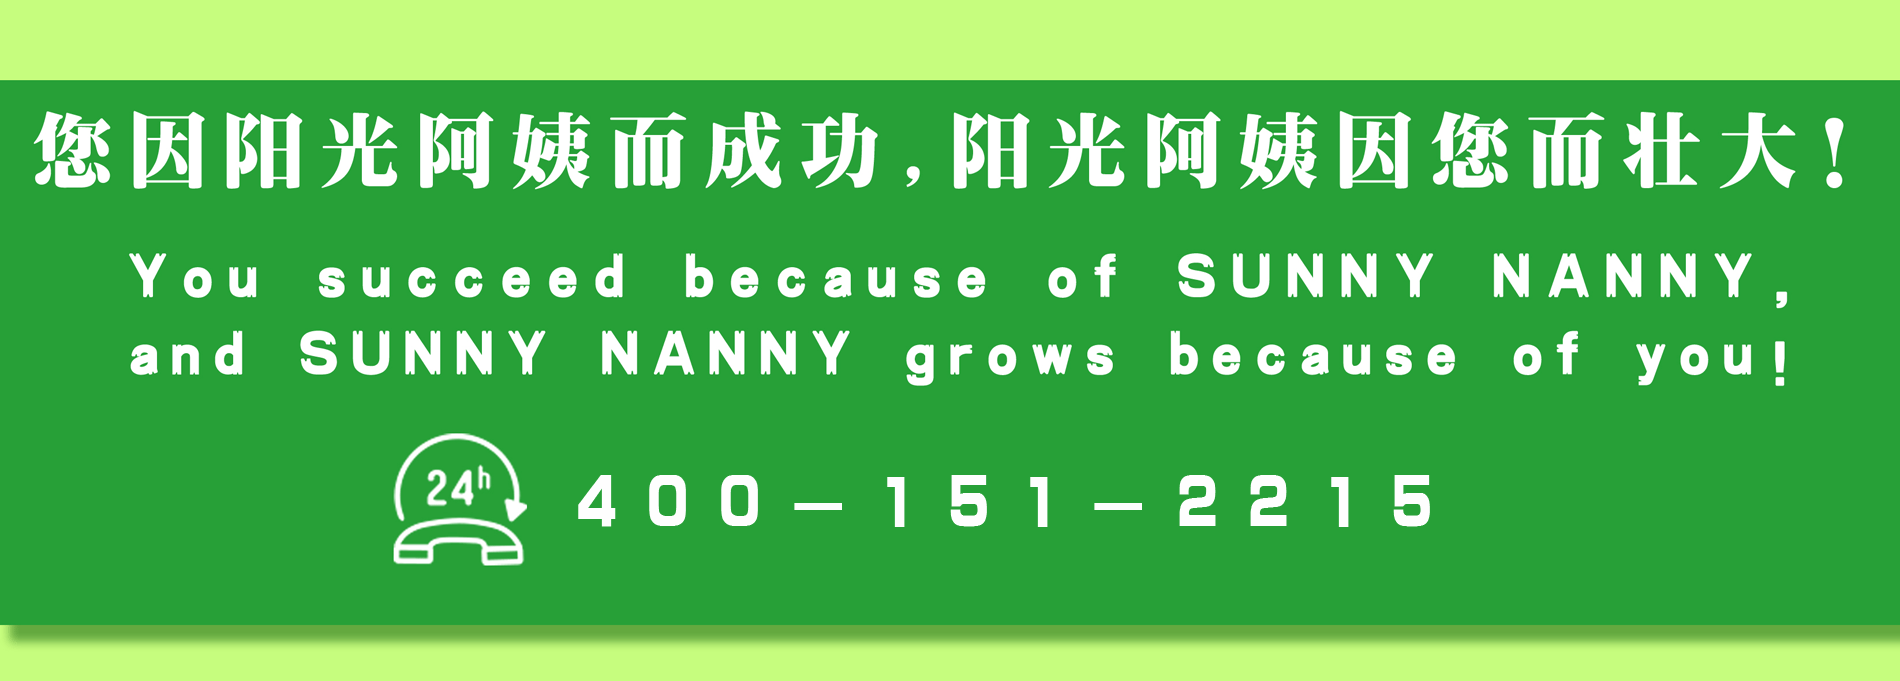 您因阳光阿姨而成功，阳光阿姨因您而壮大！
You succeed because of SUNNY NANNY,
and SUNNY NANNY grows because of you!
24h
400—151—2215